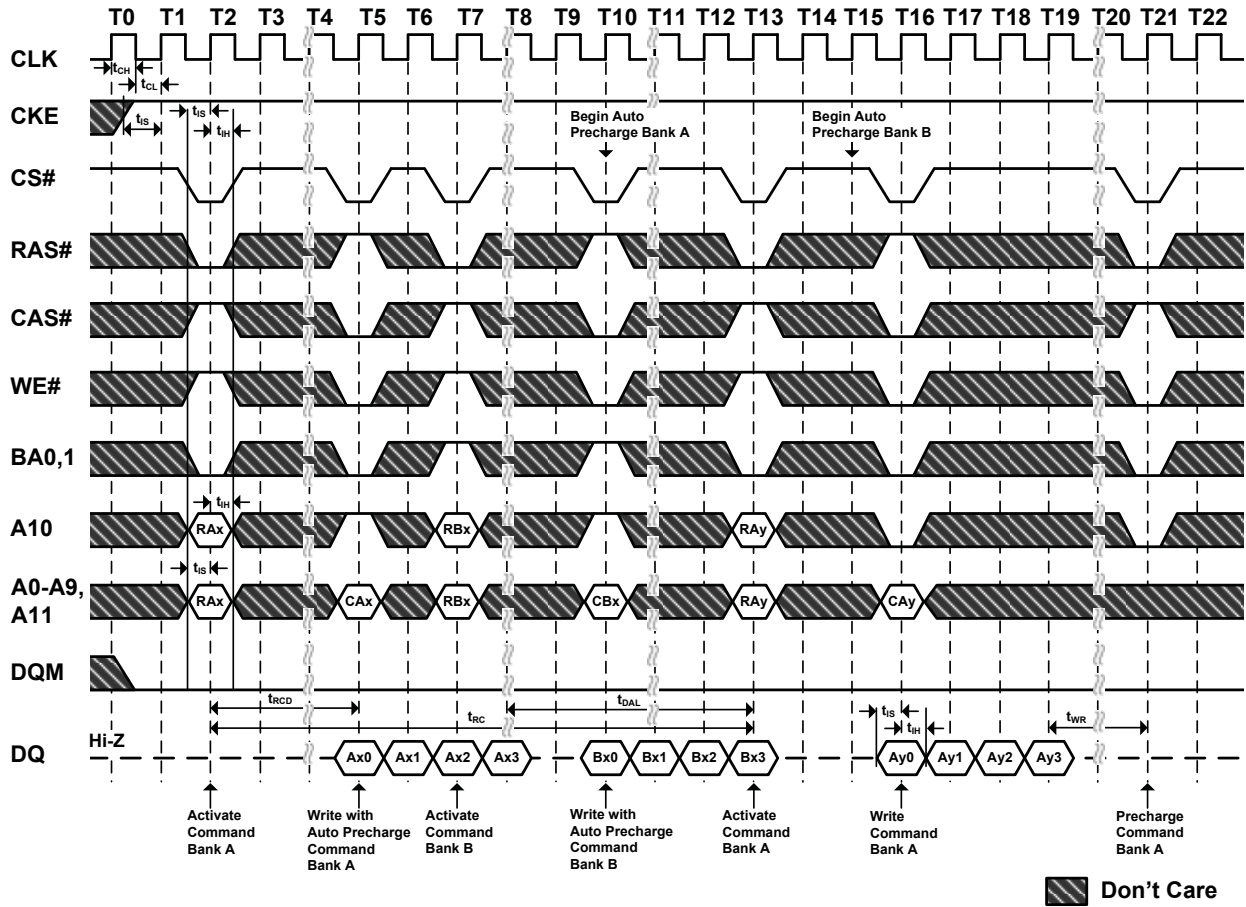 T0 T1 T2 T3 T4 T5 T6 T7 T8 T9 T10 T11 T12 T13 T14 T15 T16 T17 T18 T19 T20 T21 T22
CLK
tCH
tCL
CKE
tIS
tIS
tIH
Begin Auto
Precharge Bank A
Begin Auto
Precharge Bank B
CS#
RAS#
CAS#
WE#
BA0,1
A10
tIH
RAx RBx RAy
tIS
A0-A9,
A11
RAx CAx RBx CBx RAy CAy
DQM
tRCD
tRC
tDAL
tIS
tIH
tWR
DQ
Hi-Z
Ax0 Ax1 Ax2 Ax3 Bx0 Bx1 Bx2 Bx3 Ay0 Ay1 Ay2 Ay3
Activate
Command
Bank A
Write with
Auto Precharge
Command
Bank A
Activate
Command
Bank B
Write with
Auto Precharge
Command
Bank B
Activate
Command
Bank A
Write
Command
Bank A
Precharge
Command
Bank A
Don't Care